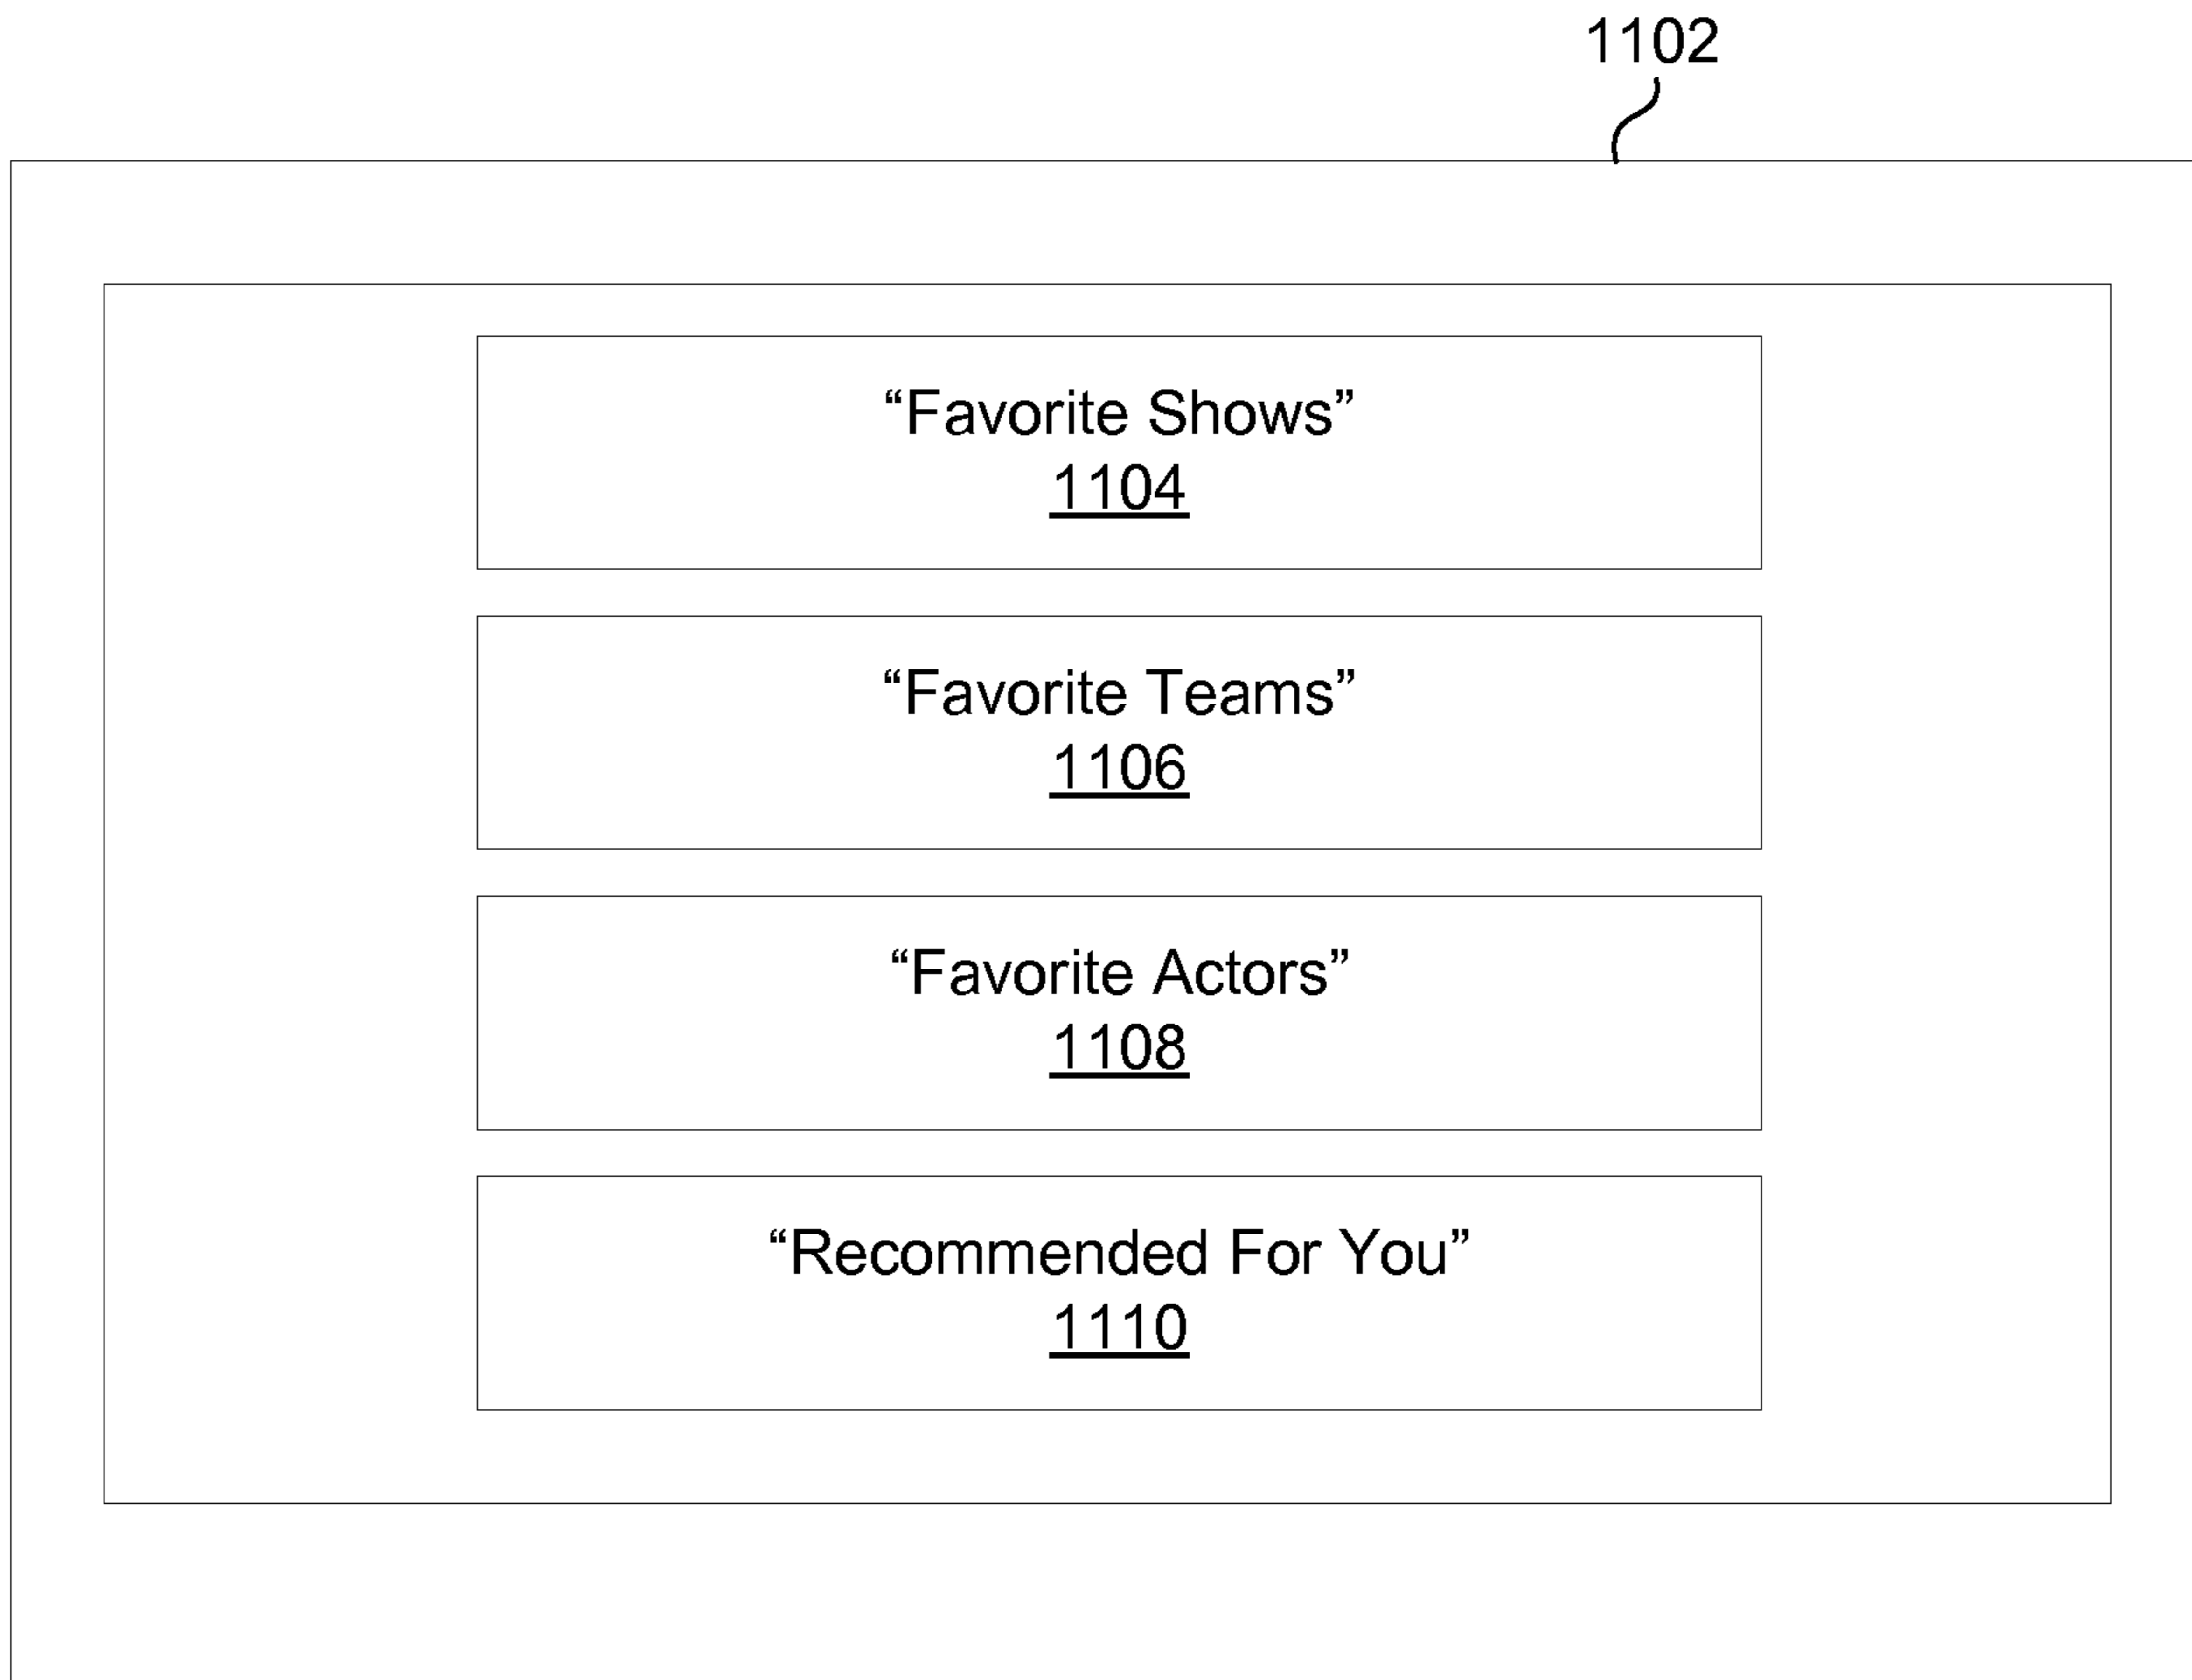 1102
“Favorite Shows”
1104
“Favorite Teams”
1106
“Favorite Actors”
1108
“Recommended For You”
1110